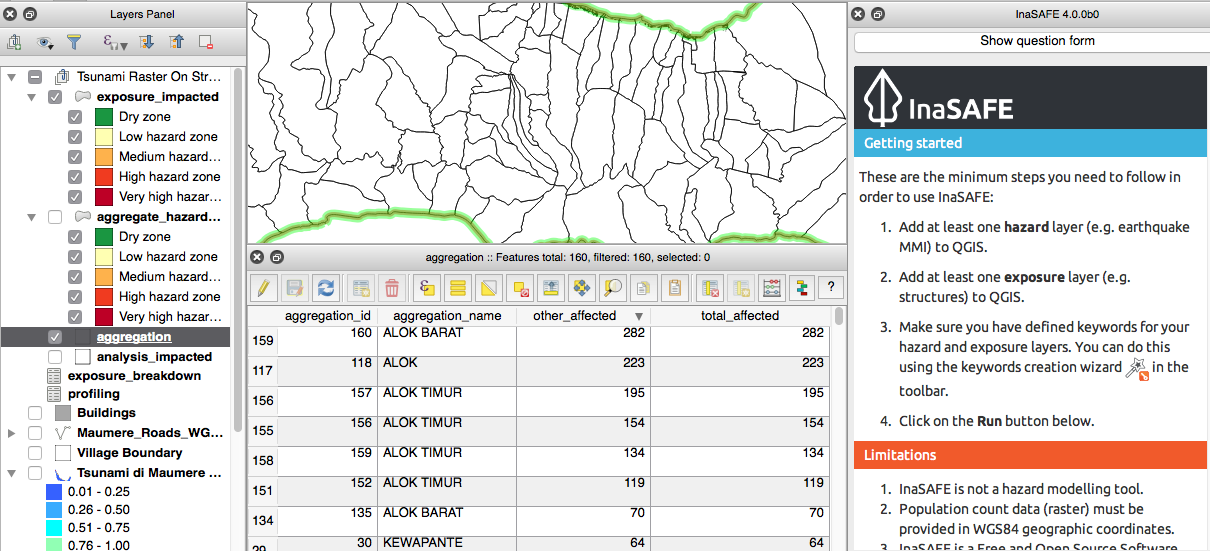 Layers Panel
Tsunami Raster On Str...
exposure_impacted
Dry zone
Low hazard zone
Medium hazard...
High hazard zone
Very high hazar...
aggregate_hazard...
Dry zone
Low hazard zone
Medium hazard...
High hazard zone
Very high hazar...
aggregation
analysis_impacted
exposure_breakdown
profiling
Buildings
Maumere_Roads_WG...
Village Boundary
Tsunami di Maumere ...
0.01 - 0.25
0.26 - 0.50
0.51 - 0.75
0.76 - 1.00
aggregation :: Features total: 160, filtered: 160, selected: 0
?
aggregation_id aggregation_name other_affected total_affected
159 160 ALOK BARAT 282 282
117 118 ALOK 223 223
156 157 ALOK TIMUR 195 195
155 156 ALOK TIMUR 154 154
158 159 ALOK TIMUR 134 134
151 152 ALOK TIMUR 119 119
134 135 ALOK BARAT 70 70
29 30 KEWAPANTE 64 64
InaSAFE 4.0.0b0
Show question form
InaSAFE
Getting started
These are the minimum steps you need to follow in
order to use InaSAFE:
1. Add at least one hazard layer (e.g. earthquake
MMI) to QGIS.
2. Add at least one exposure layer (e.g.
structures) to QGIS.
3. Make sure you have defined keywords for your
hazard and exposure layers. You can do this
using the keywords creation wizard in the
toolbar.
4. Click on the Run button below.
Limitations
1. InaSAFE is not a hazard modelling tool.
2. Population count data (raster) must be
provided in WGS84 geographic coordinates.
3. InaSAFE is a Free and Open Source Software